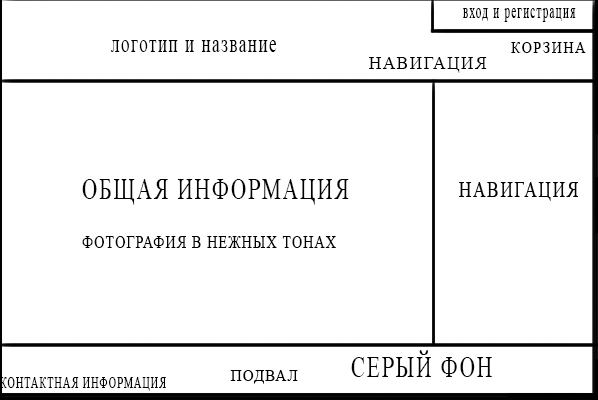 вход и регистрация
логотип и название
КОРЗИНА
НАВИГАЦИЯ
ОБЩАЯ ИНФОРМАЦИЯ
НАВИГАЦИЯ
ФОТОГРАФИЯ В НЕЖНЫХ ТОНАХ
СЕРЫЙ ФОН
ПОДВАЛ
КОНТАКТНАЯ ИНФОРМАЦИЯ